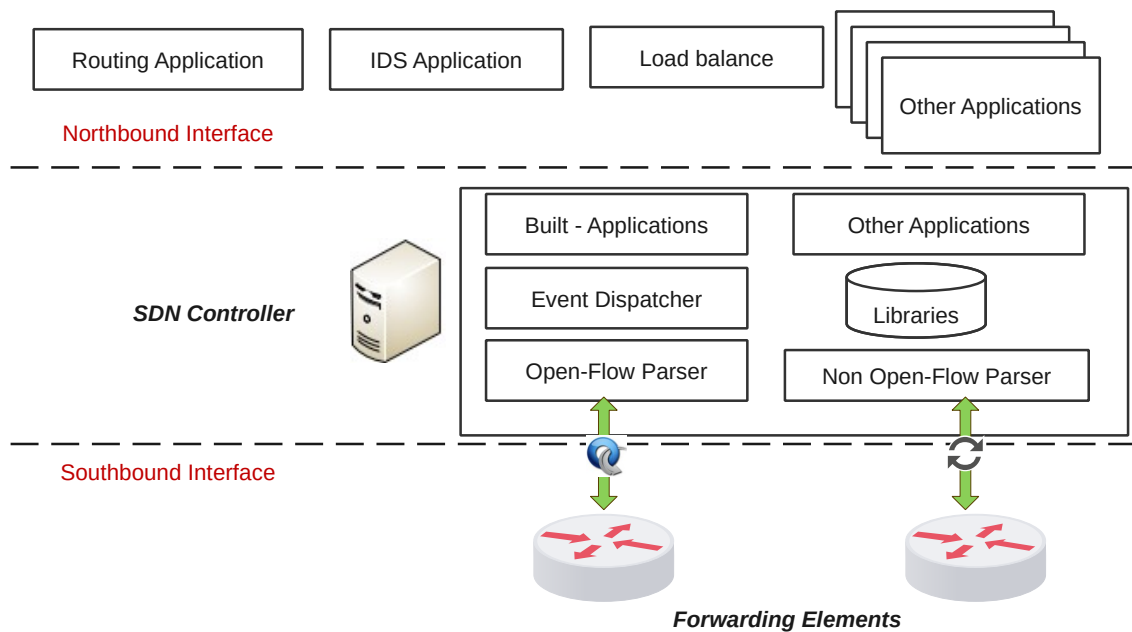 Routing Application
IDS Application
Load balance
Other Applications
Northbound Interface
Built - Applications
Other Applications
Event Dispatcher
Libraries
SDN Controller
Open-Flow Parser
Non Open-Flow Parser
Southbound Interface
Forwarding Elements